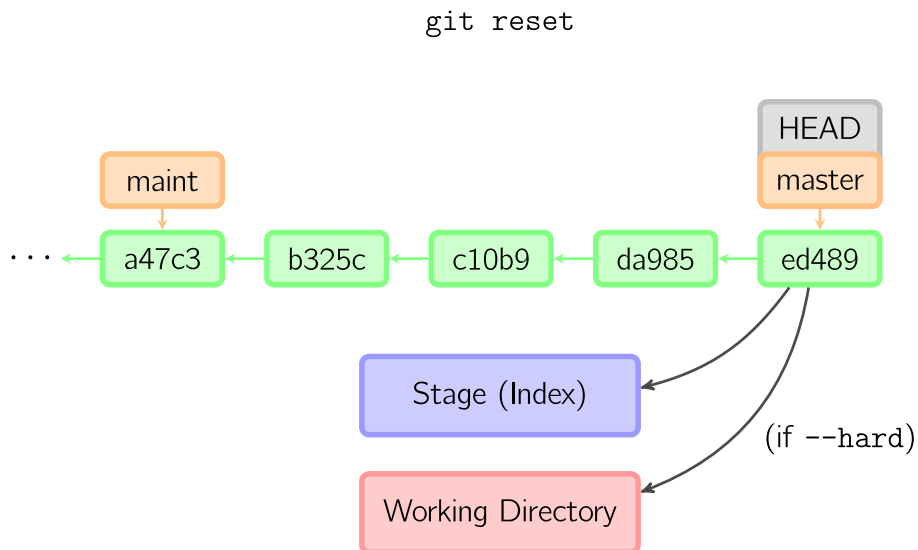 git reset
HEAD
maint
master
... a47c3 b325c c10b9 da985 ed489
Stage (Index)
(if --hard)
Working Directory